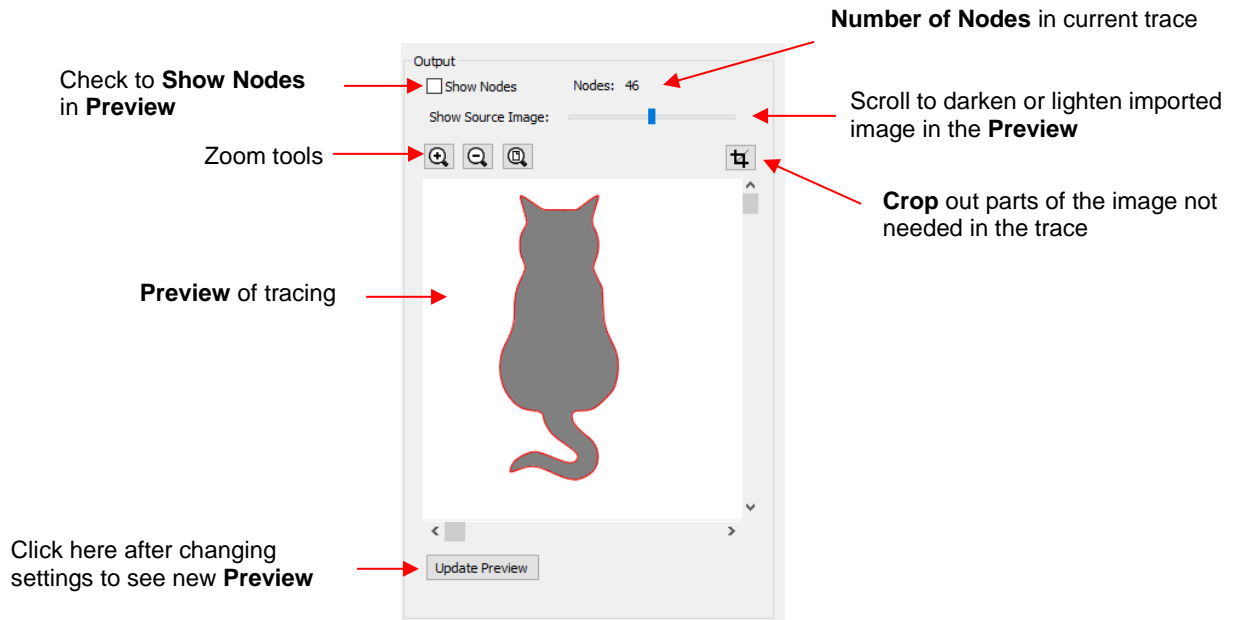 Number of Nodes in current trace
Output
Check to Show Nodes
in Preview
Show Nodes
Nodes: 46
Show Source Image:
Scroll to darken or lighten imported
image in the Preview
Zoom tools
Crop out parts of the image not
needed in the trace
Preview of tracing
Click here after changing
settings to see new Preview
Update Preview